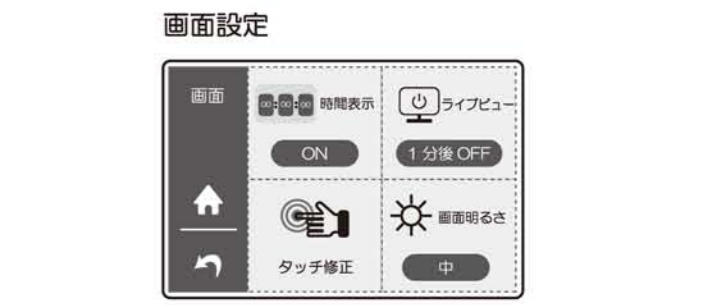 画面設定
画面
00:00:00 時間表示
ON
ライブビュー
1分後OFF
タッチ修正
画面明るさ
中